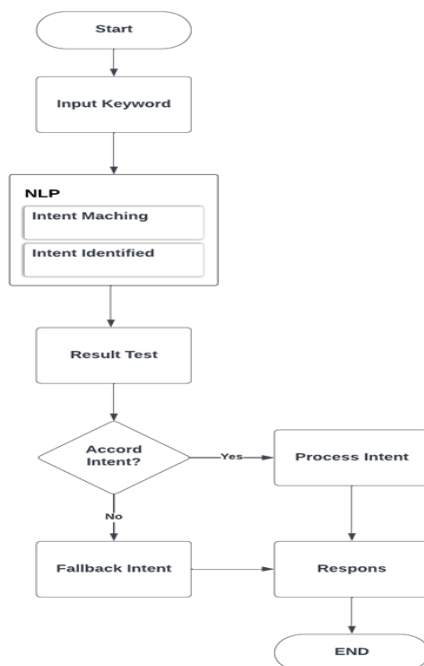 Start
Input Keyword
NLP
Intent Maching
Intent Identified
Result Test
Accord
Intent?
Yes
Process Intent
No
Fallback Intent
Respons
END